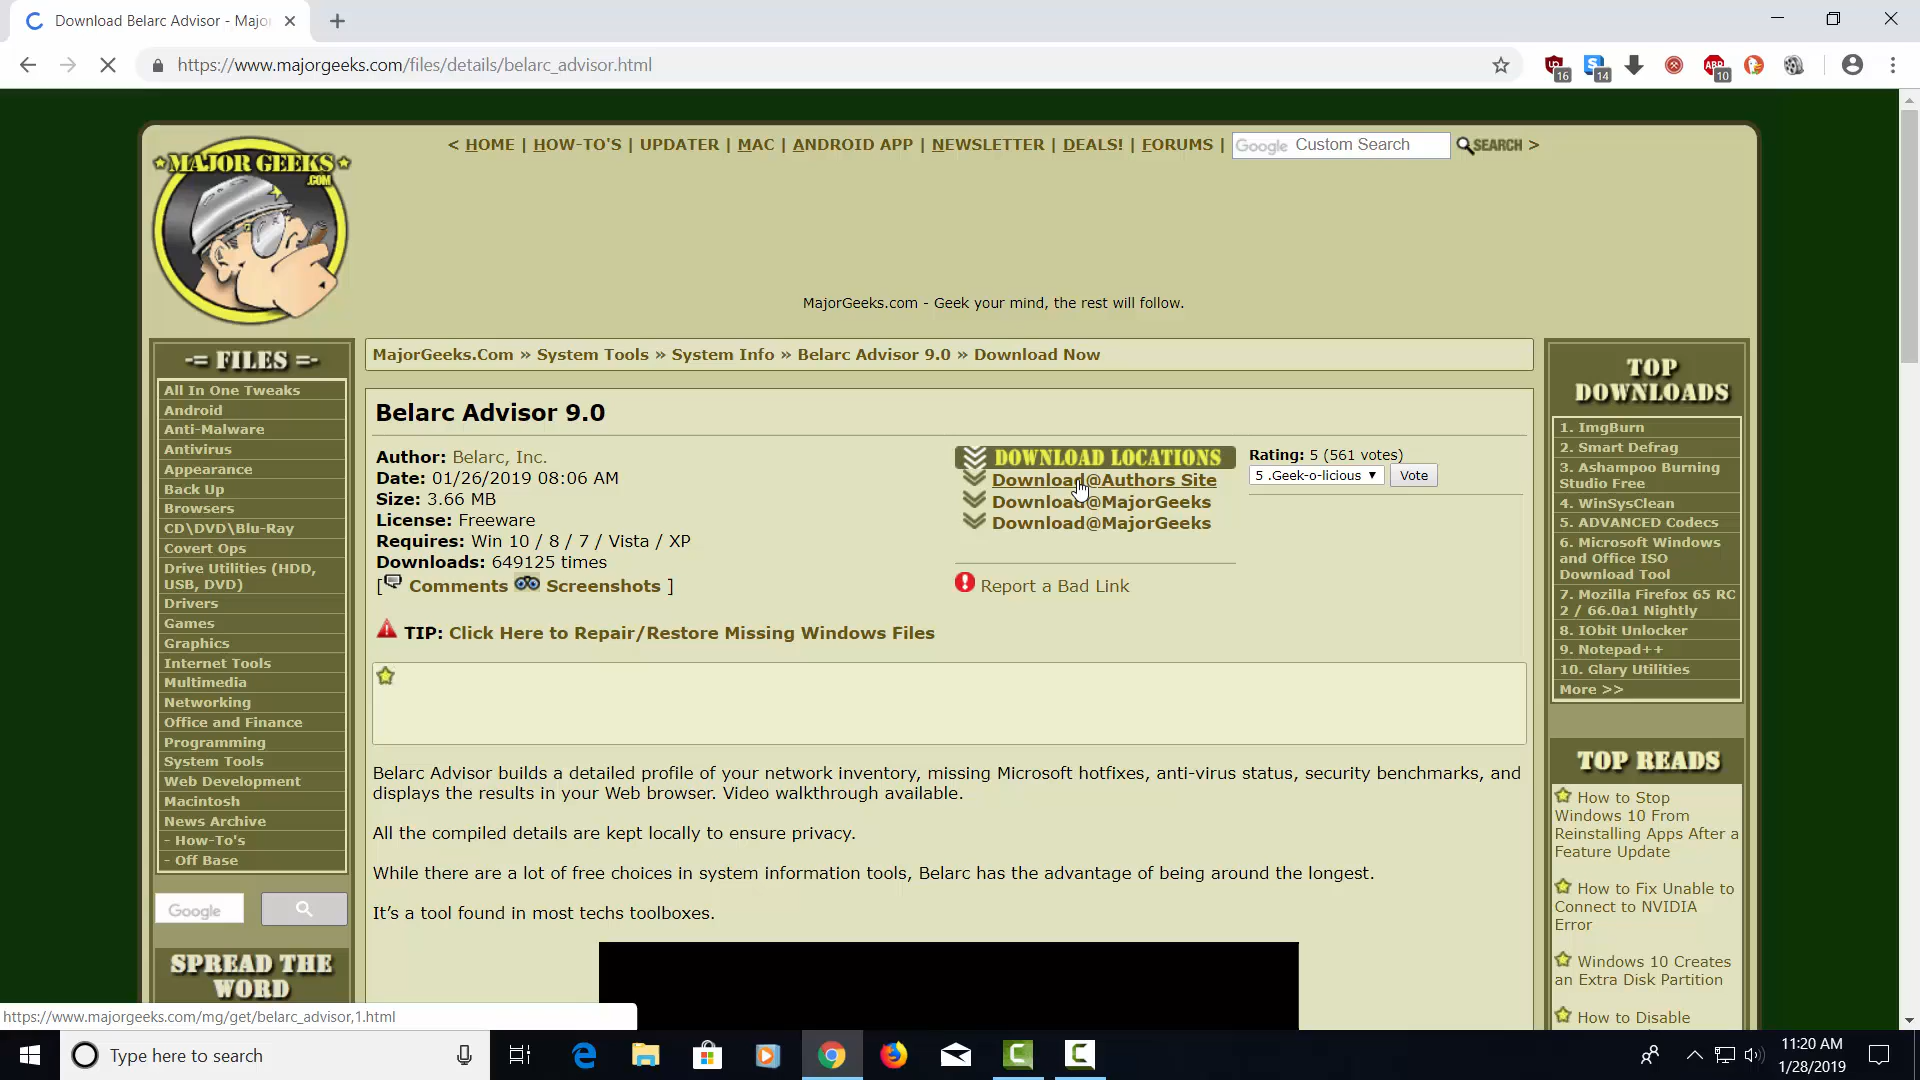 Download Belarc Advisor - Majo
https://www.majorgeeks.com/files/details/belarc_advisor.html
16
14
ABP
10
MAJOR GEEKS
.COM
< HOME | HOW-TO'S | UPDATER | MAC | ANDROID APP | NEWSLETTER | DEALS! | FORUMS | Google Custom Search SEARCH >
MajorGeeks.com - Geek your mind, the rest will follow.
-= FILES =-
All In One Tweaks
Android
Anti-Malware
Antivirus
Appearance
Back Up
Browsers
CD\DVD\Blu-Ray
Covert Ops
Drive Utilities (HDD,
USB, DVD)
Drivers
Games
Graphics
Internet Tools
Multimedia
Networking
Office and Finance
Programming
System Tools
Web Development
Macintosh
News Archive
- How-To's
- Off Base
Google
SPREAD THE
WORD
MajorGeeks.Com » System Tools » System Info » Belarc Advisor 9.0 » Download Now
Belarc Advisor 9.0
Author: Belarc, Inc.
Date: 01/26/2019 08:06 AM
Size: 3.66 MB
License: Freeware
Requires: Win 10 / 8 / 7 / Vista / XP
Downloads: 649125 times
[ Comments Screenshots ]
DOWNLOAD LOCATIONS
Download@Authors Site
Download@MajorGeeks
Download@MajorGeeks
Report a Bad Link
Rating: 5 (561 votes)
5 .Geek-o-licious Vote
TIP: Click Here to Repair/Restore Missing Windows Files
Belarc Advisor builds a detailed profile of your network inventory, missing Microsoft hotfixes, anti-virus status, security benchmarks, and
displays the results in your Web browser. Video walkthrough available.
All the compiled details are kept locally to ensure privacy.
While there are a lot of free choices in system information tools, Belarc has the advantage of being around the longest.
It's a tool found in most techs toolboxes.
TOP
DOWNLOADS
1. ImgBurn
2. Smart Defrag
3. Ashampoo Burning
Studio Free
4. WinSysClean
5. ADVANCED Codecs
6. Microsoft Windows
and Office ISO
Download Tool
7. Mozilla Firefox 65 RC
2 / 66.0a1 Nightly
8. IObit Unlocker
9. Notepad++
10. Glary Utilities
More >>
TOP READS
How to Stop
Windows 10 From
Reinstalling Apps After a
Feature Update
How to Fix Unable to
Connect to NVIDIA
Error
Windows 10 Creates
an Extra Disk Partition
How to Disable
https://www.majorgeeks.com/mg/get/belarc_advisor,1.html
Type here to search
11:20 AM
1/28/2019